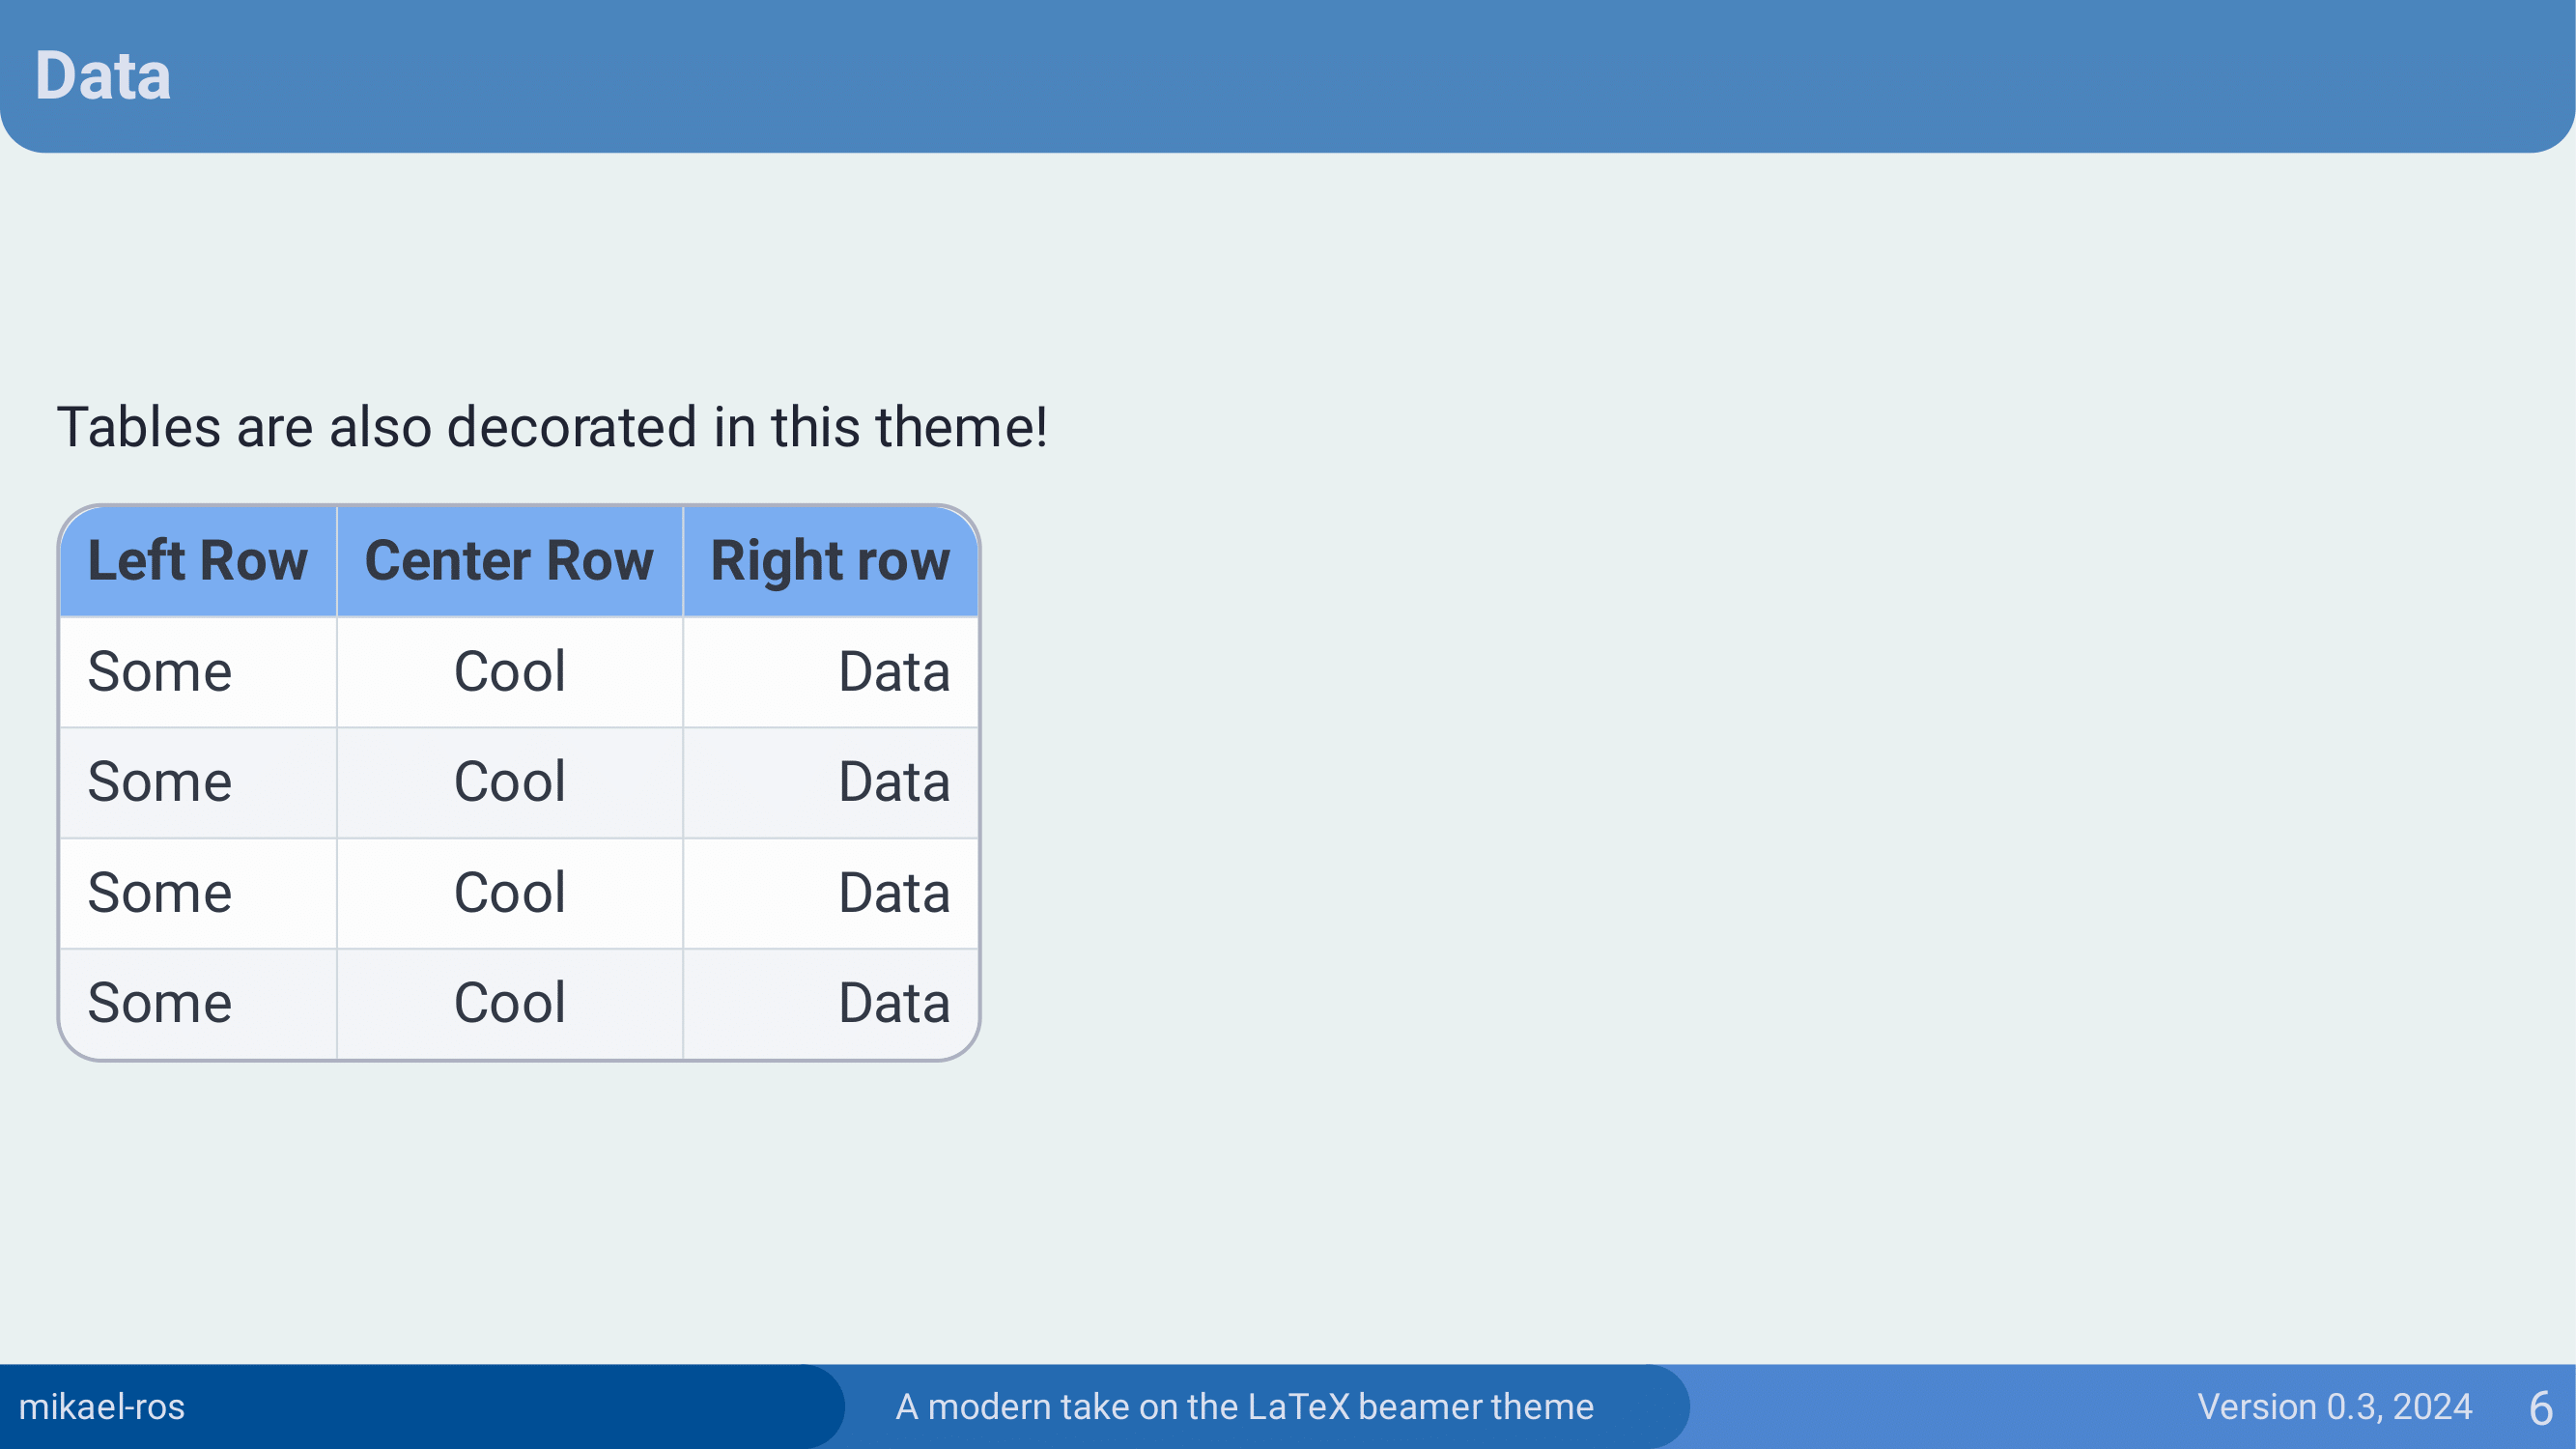 Data
Tables are also decorated in this theme!
Left Row Center Row Right row
Some Cool Data
Some Cool Data
Some Cool Data
Some Cool Data
mikael-ros A modern take on the LaTeX beamer theme Version 0.3, 2024 6